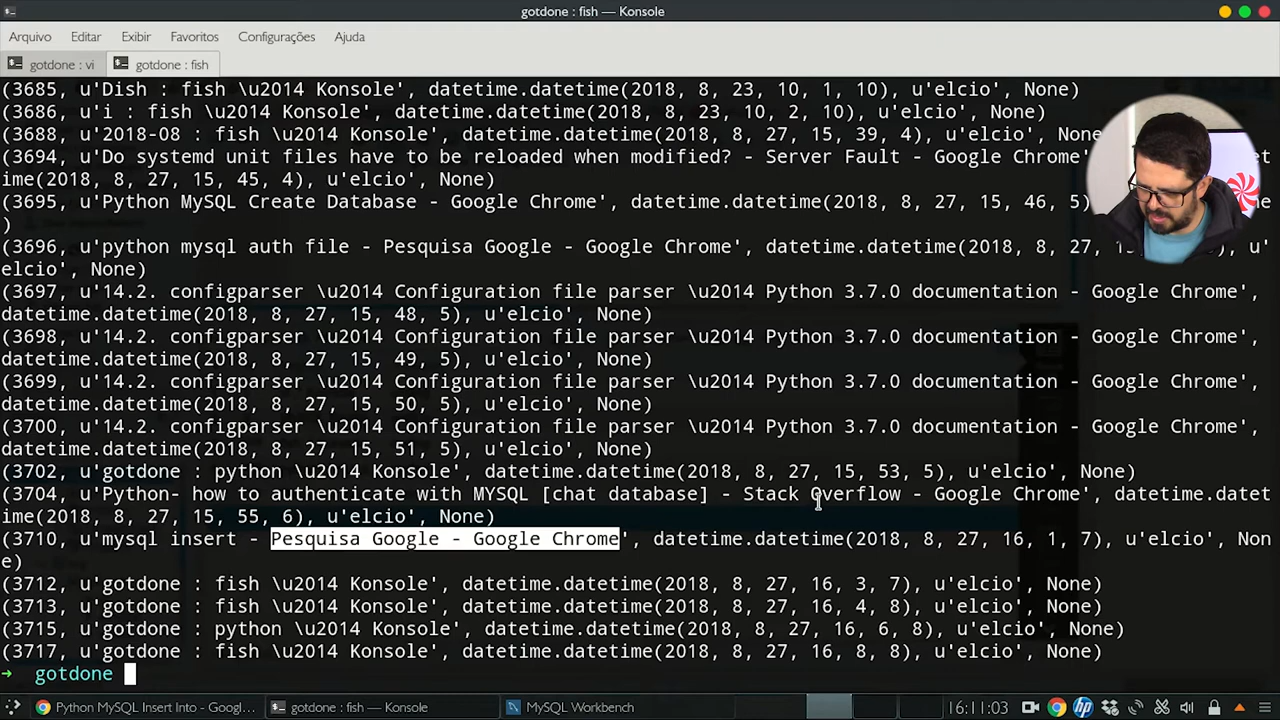 gotdone : fish — Konsole
Arquivo Editar Exibir Favoritos Configurações Ajuda
gotdone : vi gotdone : fish
(3685, u'Dish : fish \u2014 Konsole', datetime.datetime(2018, 8, 23, 10, 1, 10), u'elcio', None)
(3686, u'i : fish \u2014 Konsole', datetime.datetime(2018, 8, 23, 10, 2, 10), u'elcio', None)
(3688, u'2018-08 : fish \u2014 Konsole', datetime.datetime(2018, 8, 27, 15, 39, 4), u'elcio', None
(3694, u'Do systemd unit files have to be reloaded when modified? - Server Fault - Google Chrome'
ime(2018, 8, 27, 15, 45, 4), u'elcio', None)
(3695, u'Python MySQL Create Database - Google Chrome', datetime.datetime(2018, 8, 27, 15, 46, 5)
)
(3696, u'python mysql auth file - Pesquisa Google - Google Chrome', datetime.datetime(2018, 8, 27, u'
elcio', None)
(3697, u'14.2. configparser \u2014 Configuration file parser \u2014 Python 3.7.0 documentation - Google Chrome',
datetime.datetime(2018, 8, 27, 15, 48, 5), u'elcio', None)
(3698, u'14.2. configparser \u2014 Configuration file parser \u2014 Python 3.7.0 documentation - Google Chrome',
datetime.datetime(2018, 8, 27, 15, 49, 5), u'elcio', None)
(3699, u'14.2. configparser \u2014 Configuration file parser \u2014 Python 3.7.0 documentation - Google Chrome',
datetime.datetime(2018, 8, 27, 15, 50, 5), u'elcio', None)
(3700, u'14.2. configparser \u2014 Configuration file parser \u2014 Python 3.7.0 documentation - Google Chrome',
datetime.datetime(2018, 8, 27, 15, 51, 5), u'elcio', None)
(3702, u'gotdone : python \u2014 Konsole', datetime.datetime(2018, 8, 27, 15, 53, 5), u'elcio', None)
(3704, u'Python- how to authenticate with MYSQL [chat database] - Stack Overflow - Google Chrome', datetime.datet
ime(2018, 8, 27, 15, 55, 6), u'elcio', None)
(3710, u'mysql insert - Pesquisa Google - Google Chrome', datetime.datetime(2018, 8, 27, 16, 1, 7), u'elcio', Non
e)
(3712, u'gotdone : fish \u2014 Konsole', datetime.datetime(2018, 8, 27, 16, 3, 7), u'elcio', None)
(3713, u'gotdone : fish \u2014 Konsole', datetime.datetime(2018, 8, 27, 16, 4, 8), u'elcio', None)
(3715, u'gotdone : python \u2014 Konsole', datetime.datetime(2018, 8, 27, 16, 6, 8), u'elcio', None)
(3717, u'gotdone : fish \u2014 Konsole', datetime.datetime(2018, 8, 27, 16, 8, 8), u'elcio', None)
➜ gotdone
Python MySQL Insert Into - Googl... gotdone : fish — Konsole MySQL Workbench 16:11:03